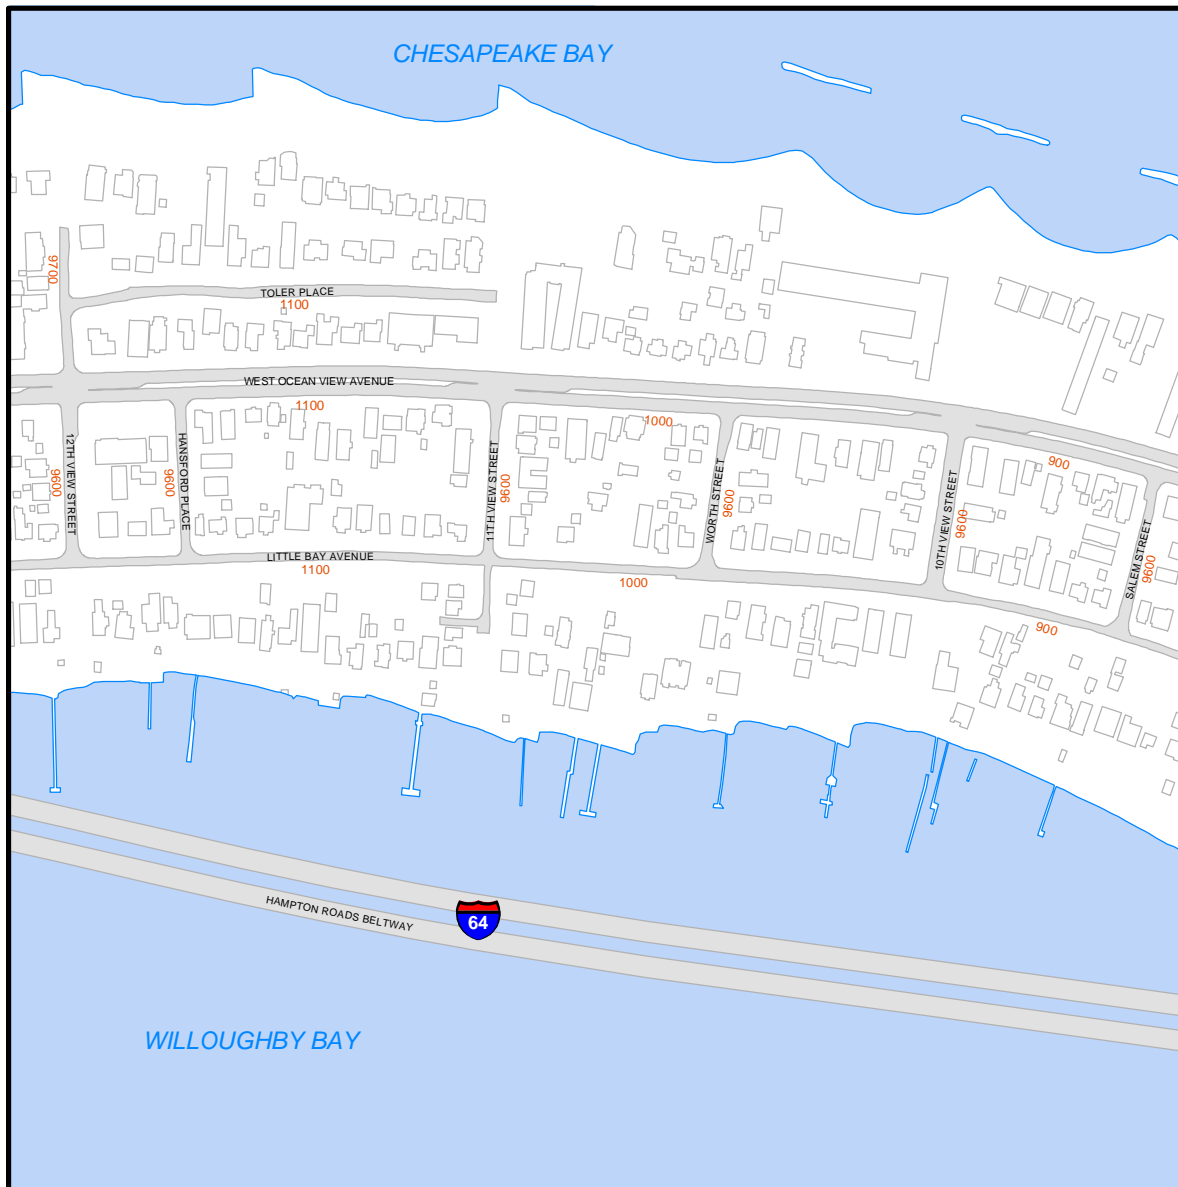 CHESAPEAKE BAY
9700
TOLER PLACE
1100
WEST OCEAN VIEW AVENUE
1100
1000
900
12TH VIEW STREET
9600
HANSFORD PLACE
9600
11TH VIEW STREET
9600
WORTH STREET
9600
10TH VIEW STREET
9600
SALEM STREET
9600
LITTLE BAY AVENUE
1100
1000
900
HAMPTON ROADS BELTWAY
64
WILLOUGHBY BAY